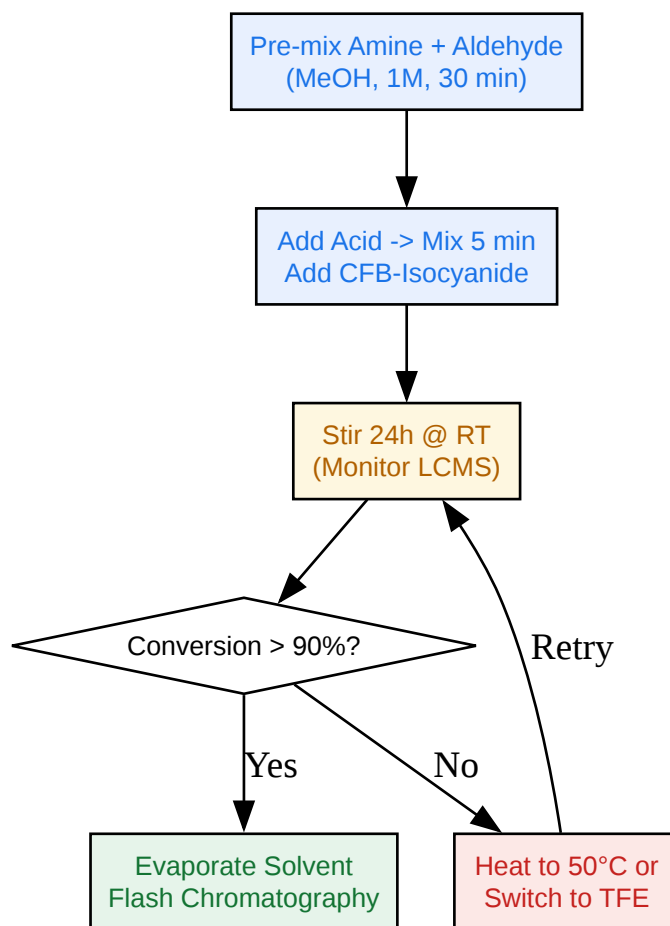 Pre-mix Amine + Aldehyde
(MeOH, 1M, 30 min)
Add Acid -> Mix 5 min
Add CFB-Isocyanide
Stir 24h @ RT
(Monitor LCMS)
Conversion > 90%?
Retry
Yes
No
Evaporate Solvent
Flash Chromatography
Heat to 50°C or
Switch to TFE